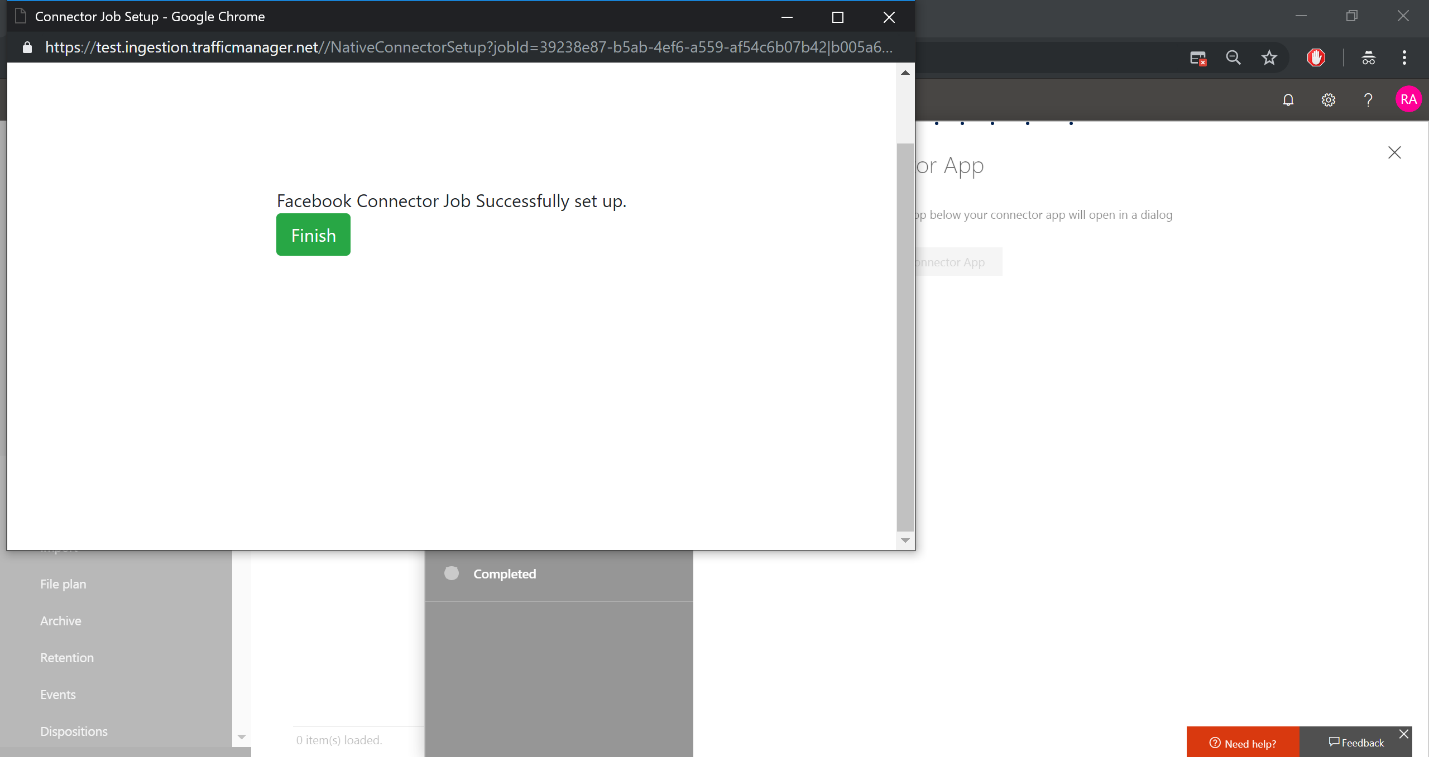 Connector Job Setup - Google Chrome
https://test.ingestion.trafficmanager.net//NativeConnectorSetup?jobId=39238e87-b5ab-4ef6-a559-af54c6b07b42|b005a6...
RA
or App
Facebook Connector Job Successfully set up.
pp below your connector app will open in a dialog
Finish
onnector App
Completed
File plan
Archive
Retention
Events
Dispositions
0 item(s) loaded.
Need help?
Feedback